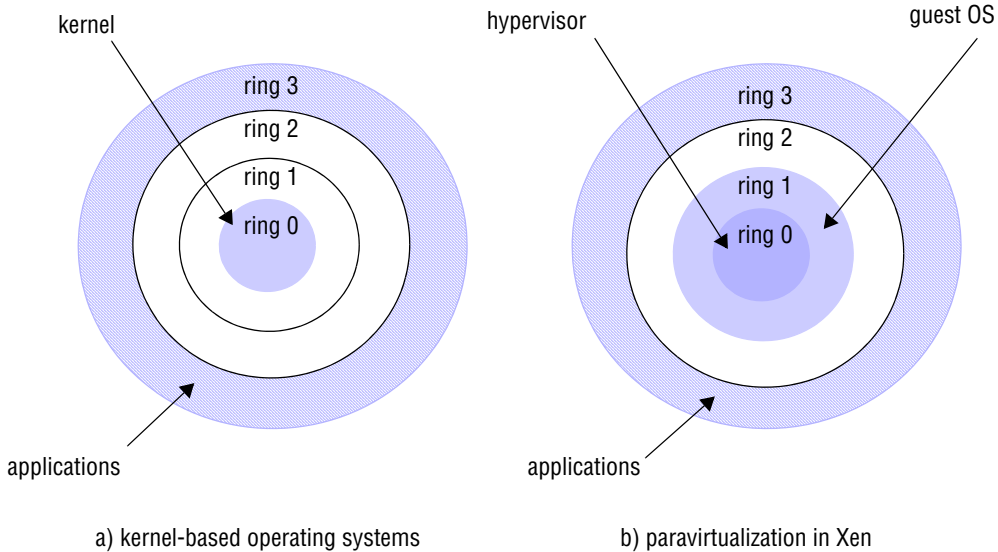 kernel
ring 3
ring 2
ring 1
ring 0
applications
a) kernel-based operating systems
hypervisor
guest OS
ring 3
ring 2
ring 1
ring 0
applications
b) paravirtualization in Xen